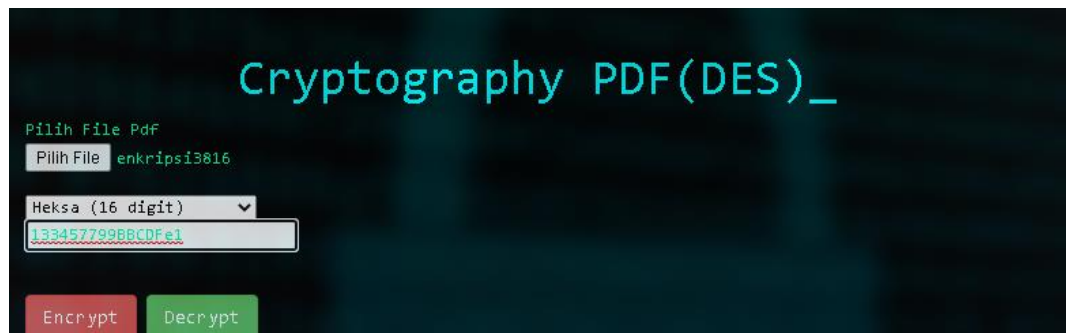 Cryptography PDF(DES)_
Pilih File Pdf
Pilih File enkripsi3816
Heksa (16 digit)
133457799BBCDFe1
Encrypt Decrypt